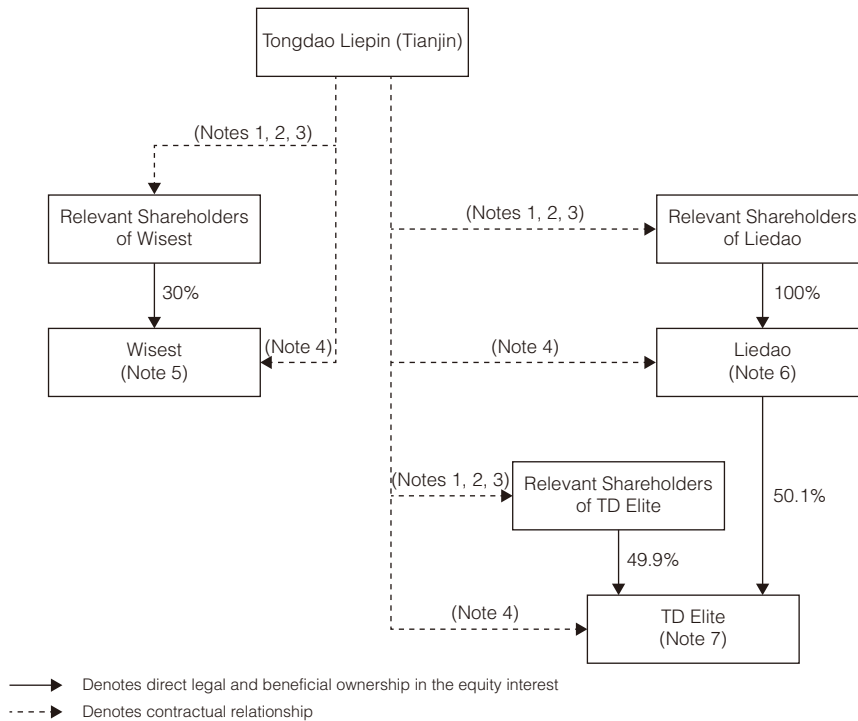 Tongdao Liepin (Tianjin)
(Notes 1, 2, 3)
Relevant Shareholders
of Wisest
(Notes 1, 2, 3)
Relevant Shareholders
of Liedao
30%
100%
Wisest
(Note 5)
(Note 4)
(Note 4)
Liedao
(Note 6)
(Notes 1, 2, 3)
Relevant Shareholders
of TD Elite
50.1%
49.9%
(Note 4)
TD Elite
(Note 7)
Denotes direct legal and beneficial ownership in the equity interest
Denotes contractual relationship